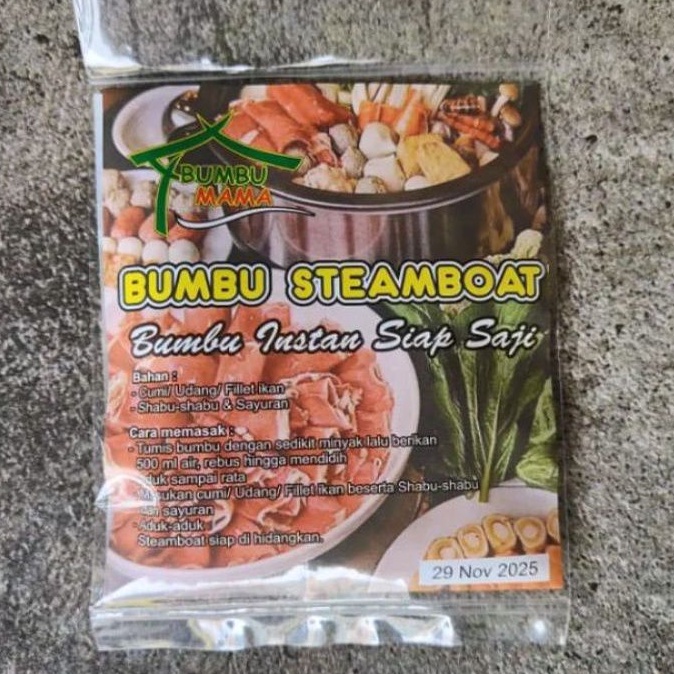 BUMBU
MAMA
BUMBU STEAMBOAT
Bumbu Instan Siap Saji
Bahan :
- Cumi/ Udang/ Fillet ikan
- Shabu-shabu & Sayuran
Cara memasak :
- Tumis bumbu dengan sedikit minyak lalu berikan
500 ml air, rebus hingga mendidih
aduk sampai rata
- Masukan cumi/ Udang/ Fillet ikan beserta Shabu-shabu
dan sayuran
- Aduk-aduk
Steamboat siap di hidangkan.
29 Nov 2025